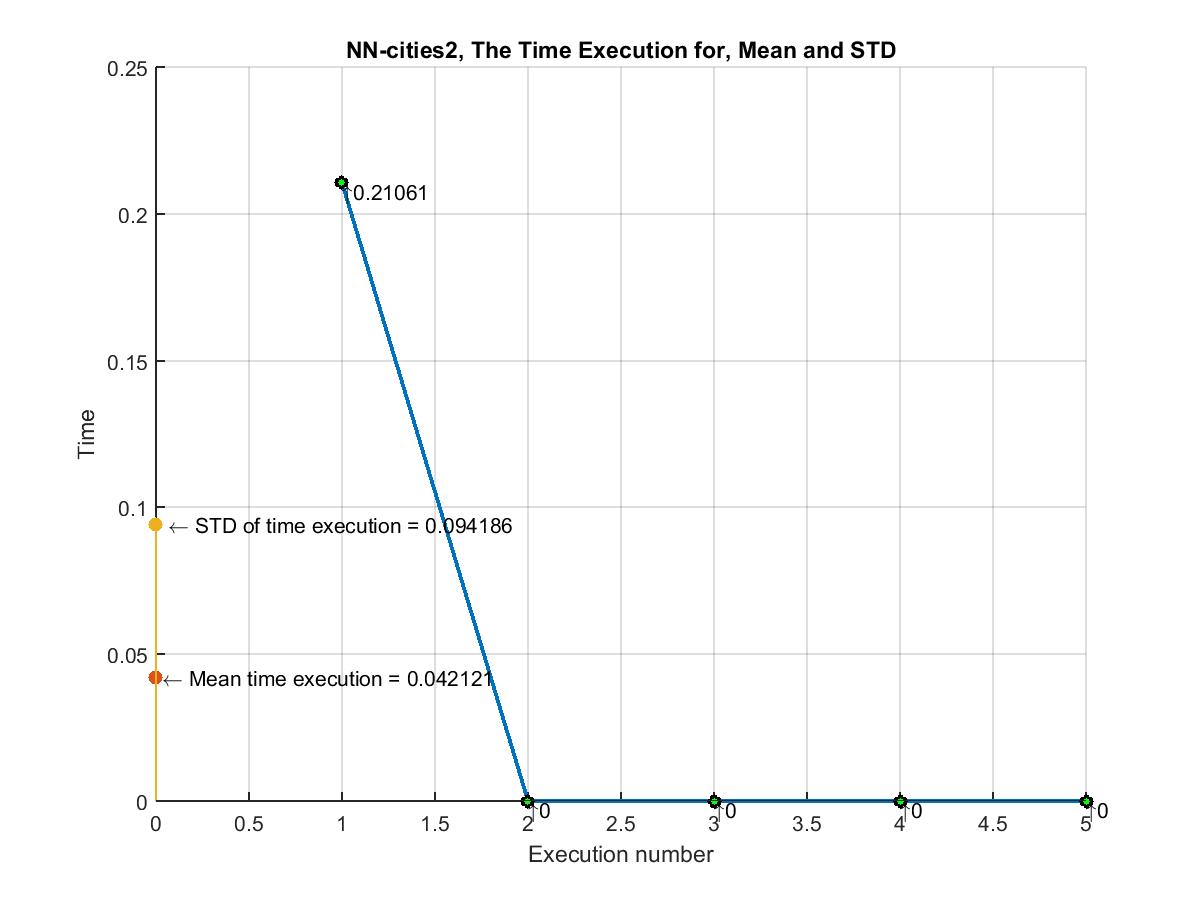 NN-cities2, The Time Execution for, Mean and STD
0.25
0.21061
0.2
0.15
Time
0.1
← STD of time execution = 0.094186
0.05
← Mean time execution = 0.042121
0
0 0 0 0
0 0.5 1 1.5 2 2.5 3 3.5 4 4.5 5
Execution number